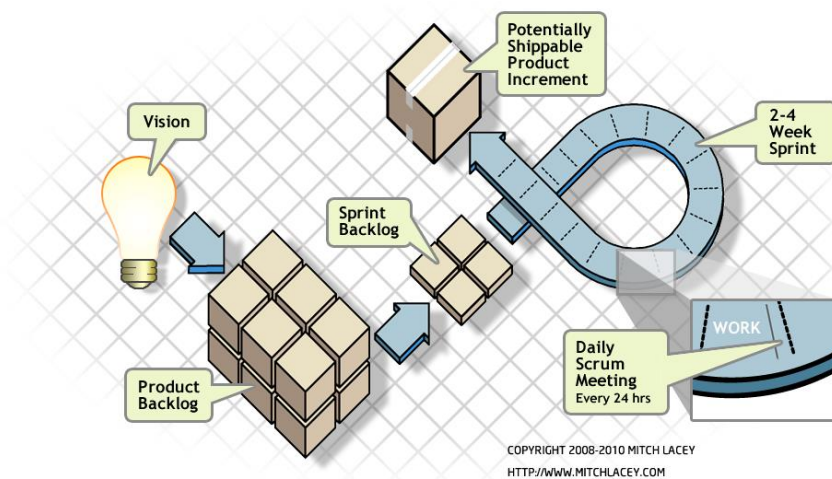 Potentially
Shippable
Product
Increment
Vision
2-4
Week
Sprint
Sprint
Backlog
WORK
Daily
Scrum
Meeting
Every 24 hrs
Product
Backlog
COPYRIGHT 2008-2010 MITCH LACEY
HTTP://WWW.MITCHLACEY.COM